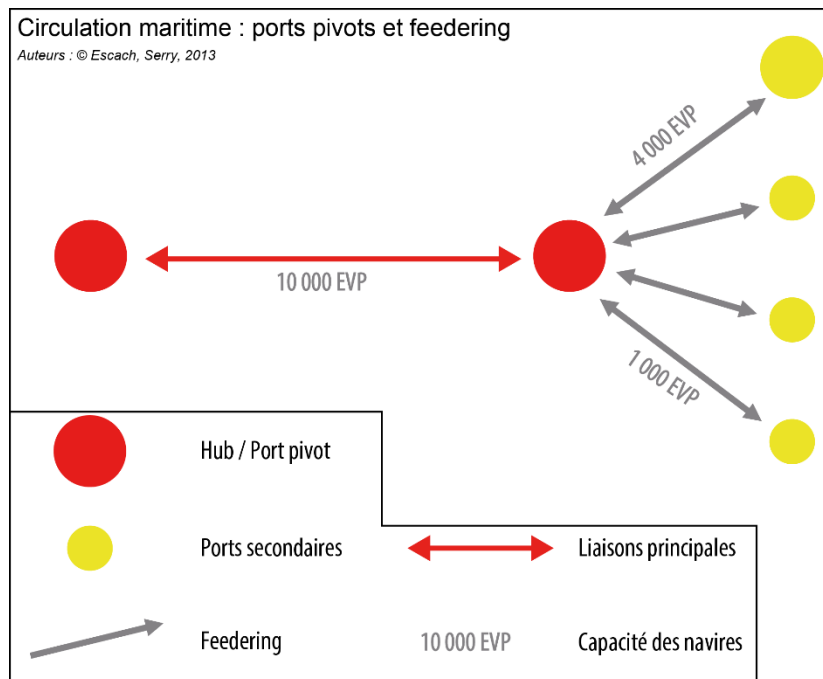 Circulation maritime : ports pivots et feedering
Auteurs : © Escach, Serry, 2013
4 000 EVP
10 000 EVP
1 000 EVP
Hub / Port pivot
Ports secondaires
Liaisons principales
Feedering
10 000 EVP
Capacité des navires